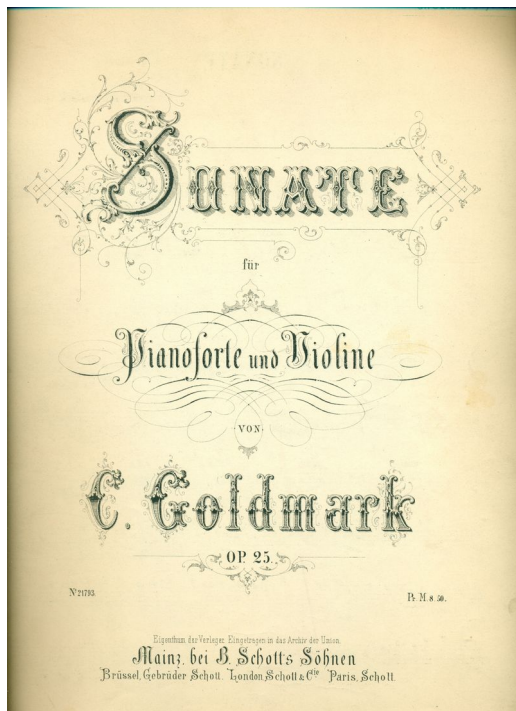 SONATE
für
Pianoforte und Violine
VON
C. Goldmark
OP. 25.
No 21793.
Pr. M. 8. 50.
Eigenthum der Verleger. Eingetragen in das Archiv der Union.
Mainz, bei B. Schott's Söhnen
Brüssel, Gebrüder Schott. London, Schott & Cie Paris, Schott.